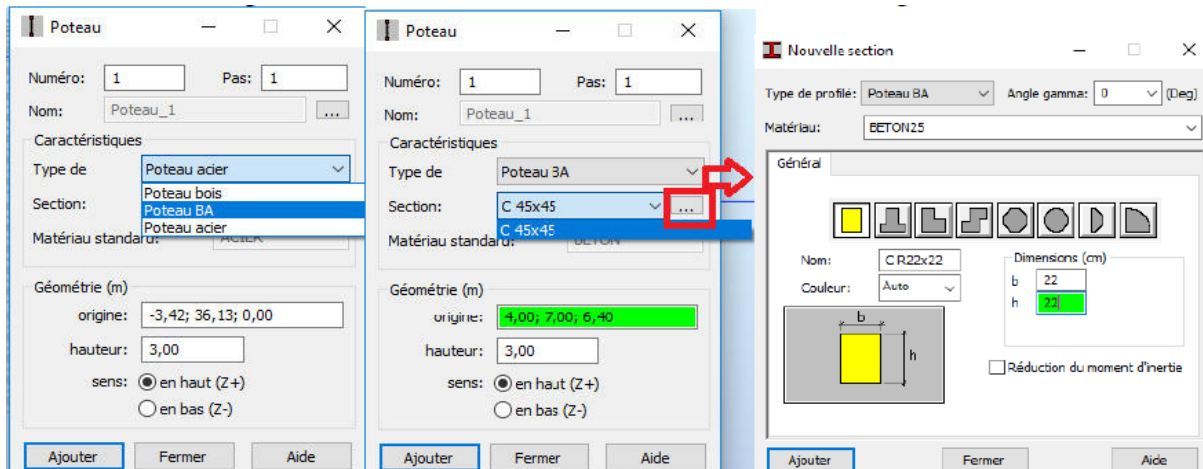 Poteau
Numéro: 1 Pas: 1
Nom: Poteau_1 ...
Caractéristiques
Type de Poteau acier
Poteau bois
Section: Poteau BA
Poteau acier
Matériau standard: ACIER
Géométrie (m)
origine: -3,42; 36,13; 0,00
hauteur: 3,00
sens: en haut (Z+)
en bas (Z-)
Ajouter Fermer Aide
Poteau
Numéro: 1 Pas: 1
Nom: Poteau_1 ...
Caractéristiques
Type de Poteau BA
Section: C 45x45 ...
C 45x45
Matériau standard: BETON
Géométrie (m)
origine: 4,00; 7,00; 6,40
hauteur: 3,00
sens: en haut (Z+)
en bas (Z-)
Ajouter Fermer Aide
Nouvelle section
Type de profilé: Poteau BA Angle gamma: 0 (Deg)
Matériau: BETON25
Général
Nom: C R22x22
Couleur: Auto
Dimensions (cm)
b 22
h 22
b
h
Réduction du moment d'inertie
Ajouter Fermer Aide